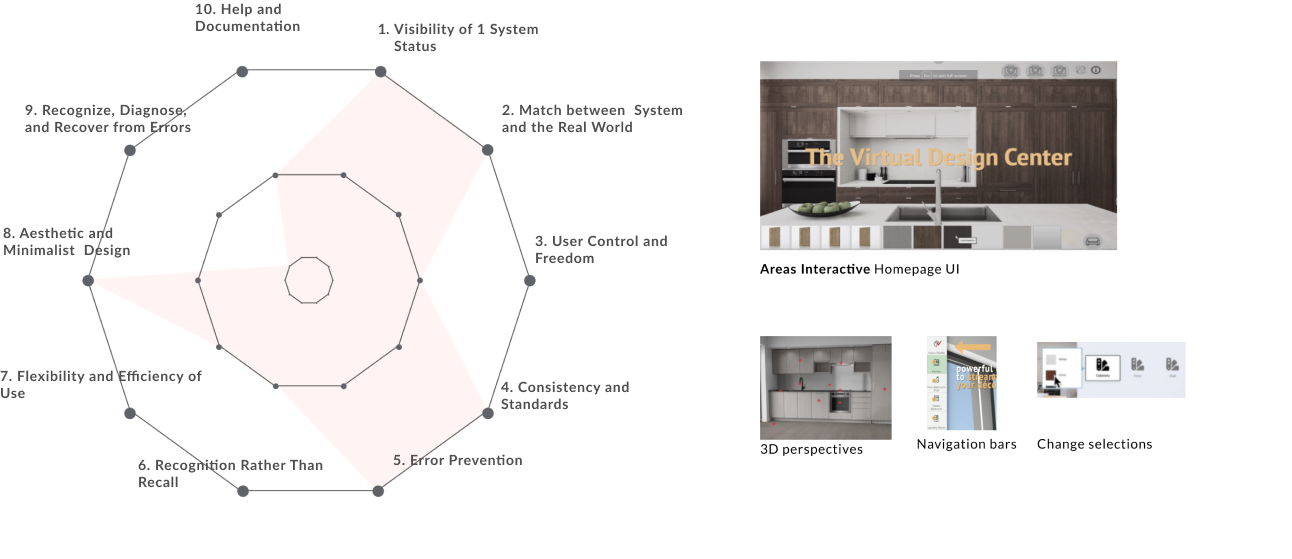 10. Help and
Documentation
1. Visibility of 1 System
Status
9. Recognize, Diagnose,
and Recover from Errors
2. Match between System
and the Real World
8. Aesthetic and
Minimalist Design
3. User Control and
Freedom
7. Flexibility and Efficiency of
Use
4. Consistency and
Standards
6. Recognition Rather Than
Recall
5. Error Prevention
The Virtual Design Center
Areas Interactive Homepage UI
powerful
to stream
your deco
3D perspectives
Navigation bars
Change selections